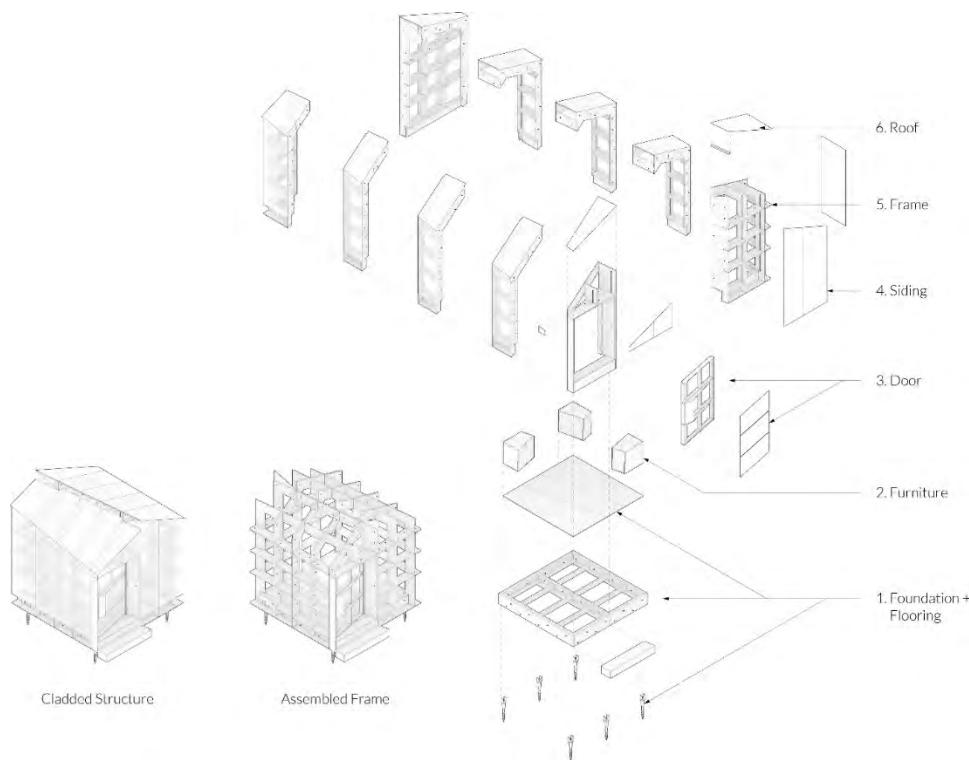 6. Roof
5. Frame
4. Siding
3. Door
2. Furniture
1. Foundation +
Flooring
Cladded Structure
Assembled Frame